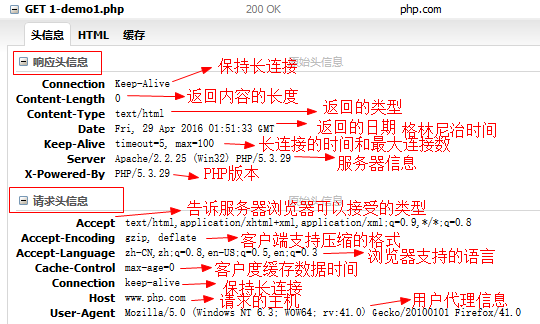 GET 1-demo1.php 200 OK php.com
头信息 HTML 缓存
响应头信息 原始头信息
Connection Keep-Alive 保持长连接
Content-Length 0 返回内容的长度
Content-Type text/html 返回的类型
Date Fri, 29 Apr 2016 01:51:33 GMT 返回的日期 格林尼治时间
Keep-Alive timeout=5, max=100 长连接的时间和最大连接数
Server Apache/2.2.25 (Win32) PHP/5.3.29 服务器信息
X-Powered-By PHP/5.3.29 PHP版本
请求头信息 原始头信息
告诉服务器浏览器可以接受的类型
Accept text/html,application/xhtml+xml,application/xml;q=0.9,*/*;q=0.8
Accept-Encoding gzip, deflate 客户端支持压缩的格式
Accept-Language zh-CN,zh;q=0.8,en-US;q=0.5,en;q=0.3 浏览器支持的语言
Cache-Control max-age=0 客户度缓存数据时间
Connection keep-alive 保持长连接
Host www.php.com 请求的主机 用户代理信息
User-Agent Mozilla/5.0 (Windows NT 6.3; WOW64; rv:41.0) Gecko/20100101 Firefox/41.0